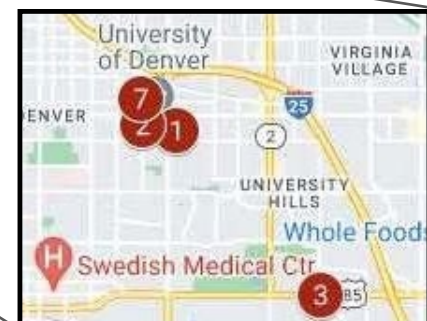 University
of Denver
VIRGINIA
VILLAGE
7
2
1
25
2
ENVER
UNIVERSITY
HILLS
Whole Foods
H
Swedish Medical Ctr
3
85